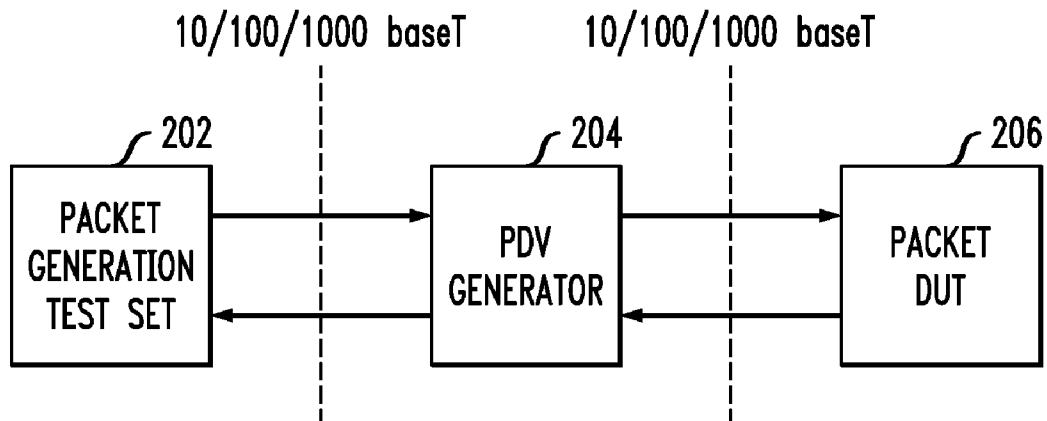 10/100/1000 baseT
10/100/1000 baseT
202
204
206
PACKET
GENERATION
TEST SET
PDV
GENERATOR
PACKET
DUT